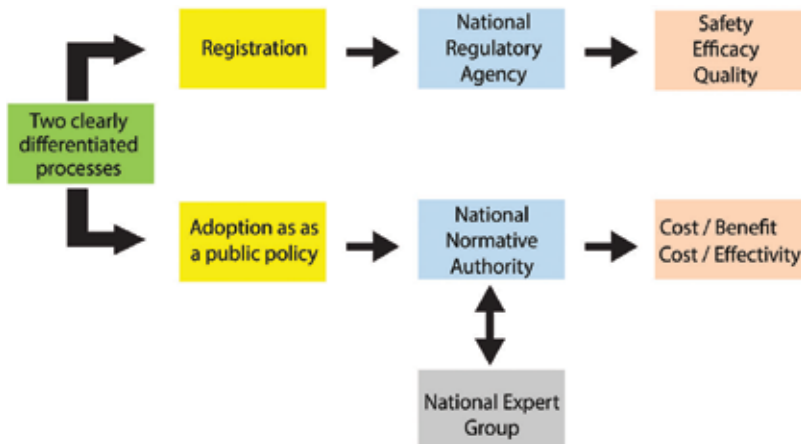 Registration
National
Regulatory
Agency
Safety
Efficacy
Quality
Two clearly
differentiated
processes
Adoption as as
a public policy
National
Normative
Authority
Cost / Benefit
Cost / Effectivity
National Expert
Group